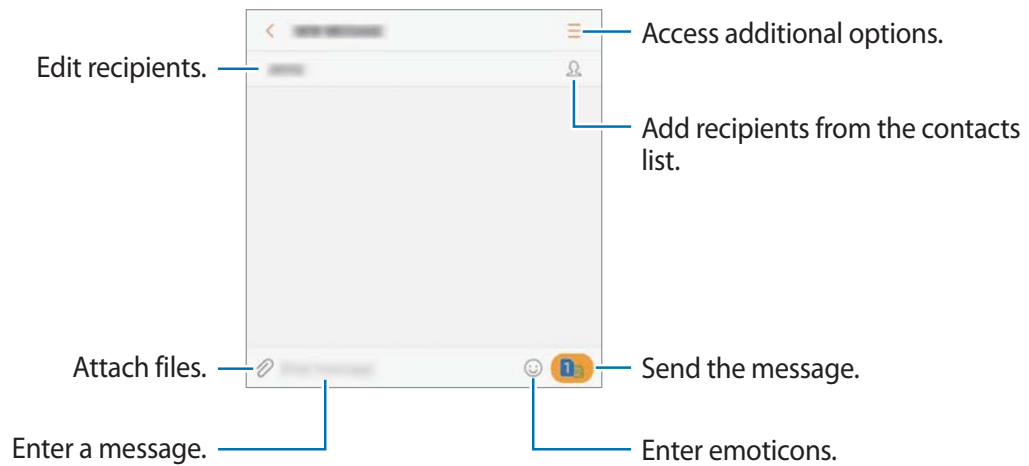 Access additional options.
Edit recipients.
Add recipients from the contacts
list.
Attach files.
1
Send the message.
Enter a message.
Enter emoticons.